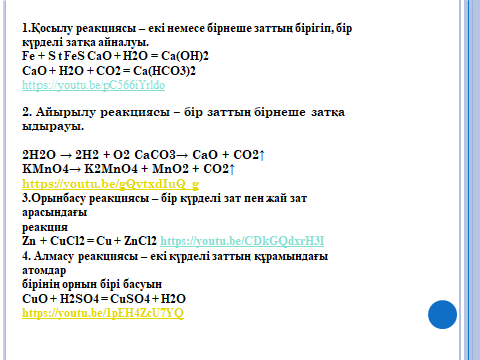 1.Қосылу реакциясы – екі немесе бірнеше заттың бірігіп, бір
күрделі затқа айналуы.
Fe + S t FeS CaO + H2O = Ca(OH)2
CaO + H2O + CO2 = Ca(HCO3)2
https://youtu.be/pC566iYrldo
2. Айырылу реакциясы – бір заттың бірнеше затқа
ыдырауы.
2H2O → 2H2 + O2 CaCO3→ CaO + CO2↑
KMnO4→ K2MnO4 + MnO2 + CO2↑
https://youtu.be/gQvtxdIuQ_g
3.Орынбасу реакциясы – бір күрделі зат пен жай зат
арасындағы
реакция
Zn + CuCl2 = Cu + ZnCl2 https://youtu.be/CDkGQdxrH3I
4. Алмасу реакциясы – екі күрделі заттың құрамындағы
атомдар
бірінің орнын бірі басуын
CuO + H2SO4 = CuSO4 + H2O
https://youtu.be/1pEH4ZcU7YQ